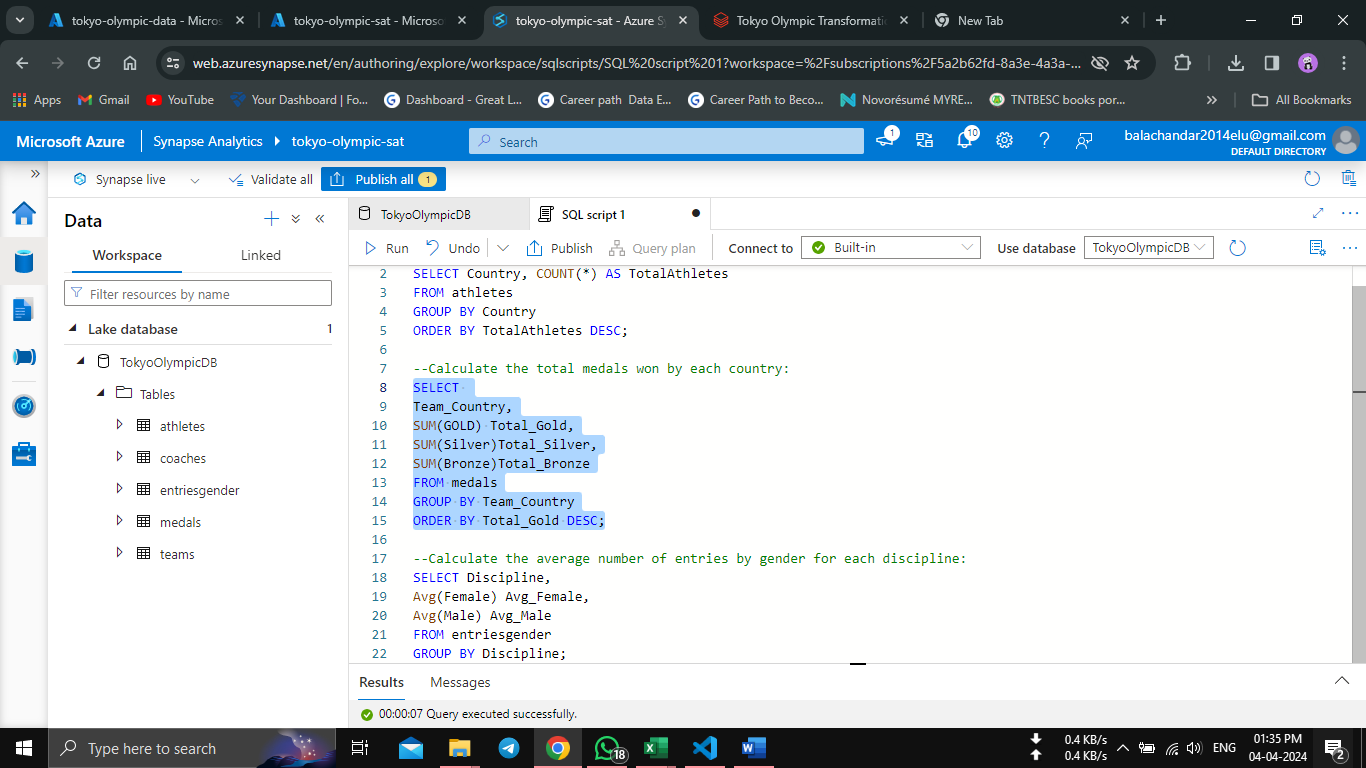 tokyo-olympic-data - Micros
tokyo-olympic-sat - Microso
tokyo-olympic-sat - Azure Sy
Tokyo Olympic Transformati
New Tab
web.azuresynapse.net/en/authoring/explore/workspace/sqlscripts/SQL%20script%201?workspace=%2Fsubscriptions%2F5a2b62fd-8a3e-4a3a-...
Apps
Gmail
YouTube
Your Dashboard | Fo...
Dashboard - Great L...
Career path Data E...
Career Path to Beco...
Novorésumé MYRE...
TNTBESC books por...
All Bookmarks
Microsoft Azure
Synapse Analytics
tokyo-olympic-sat
Search
1
10
balachandar2014elu@gmail.com
DEFAULT DIRECTORY
Synapse live
Validate all
Publish all 1
Data
Workspace
Linked
Filter resources by name
Lake database 1
TokyoOlympicDB
Tables
athletes
coaches
entriesgender
medals
teams
TokyoOlympicDB
SQL script 1
Run
Undo
Publish
Query plan
Connect to
Built-in
Use database
TokyoOlympicDB
2 SELECT Country, COUNT(*) AS TotalAthletes
3 FROM athletes
4 GROUP BY Country
5 ORDER BY TotalAthletes DESC;
6
7 --Calculate the total medals won by each country:
8 SELECT
9 Team_Country,
10 SUM(GOLD) Total_Gold,
11 SUM(Silver)Total_Silver,
12 SUM(Bronze)Total_Bronze
13 FROM medals
14 GROUP BY Team_Country
15 ORDER BY Total_Gold DESC;
16
17 --Calculate the average number of entries by gender for each discipline:
18 SELECT Discipline,
19 Avg(Female) Avg_Female,
20 Avg(Male) Avg_Male
21 FROM entriesgender
22 GROUP BY Discipline;
Results
Messages
00:00:07 Query executed successfully.
Type here to search
18
0.4 KB/s
0.4 KB/s
ENG
01:35 PM
04-04-2024
2